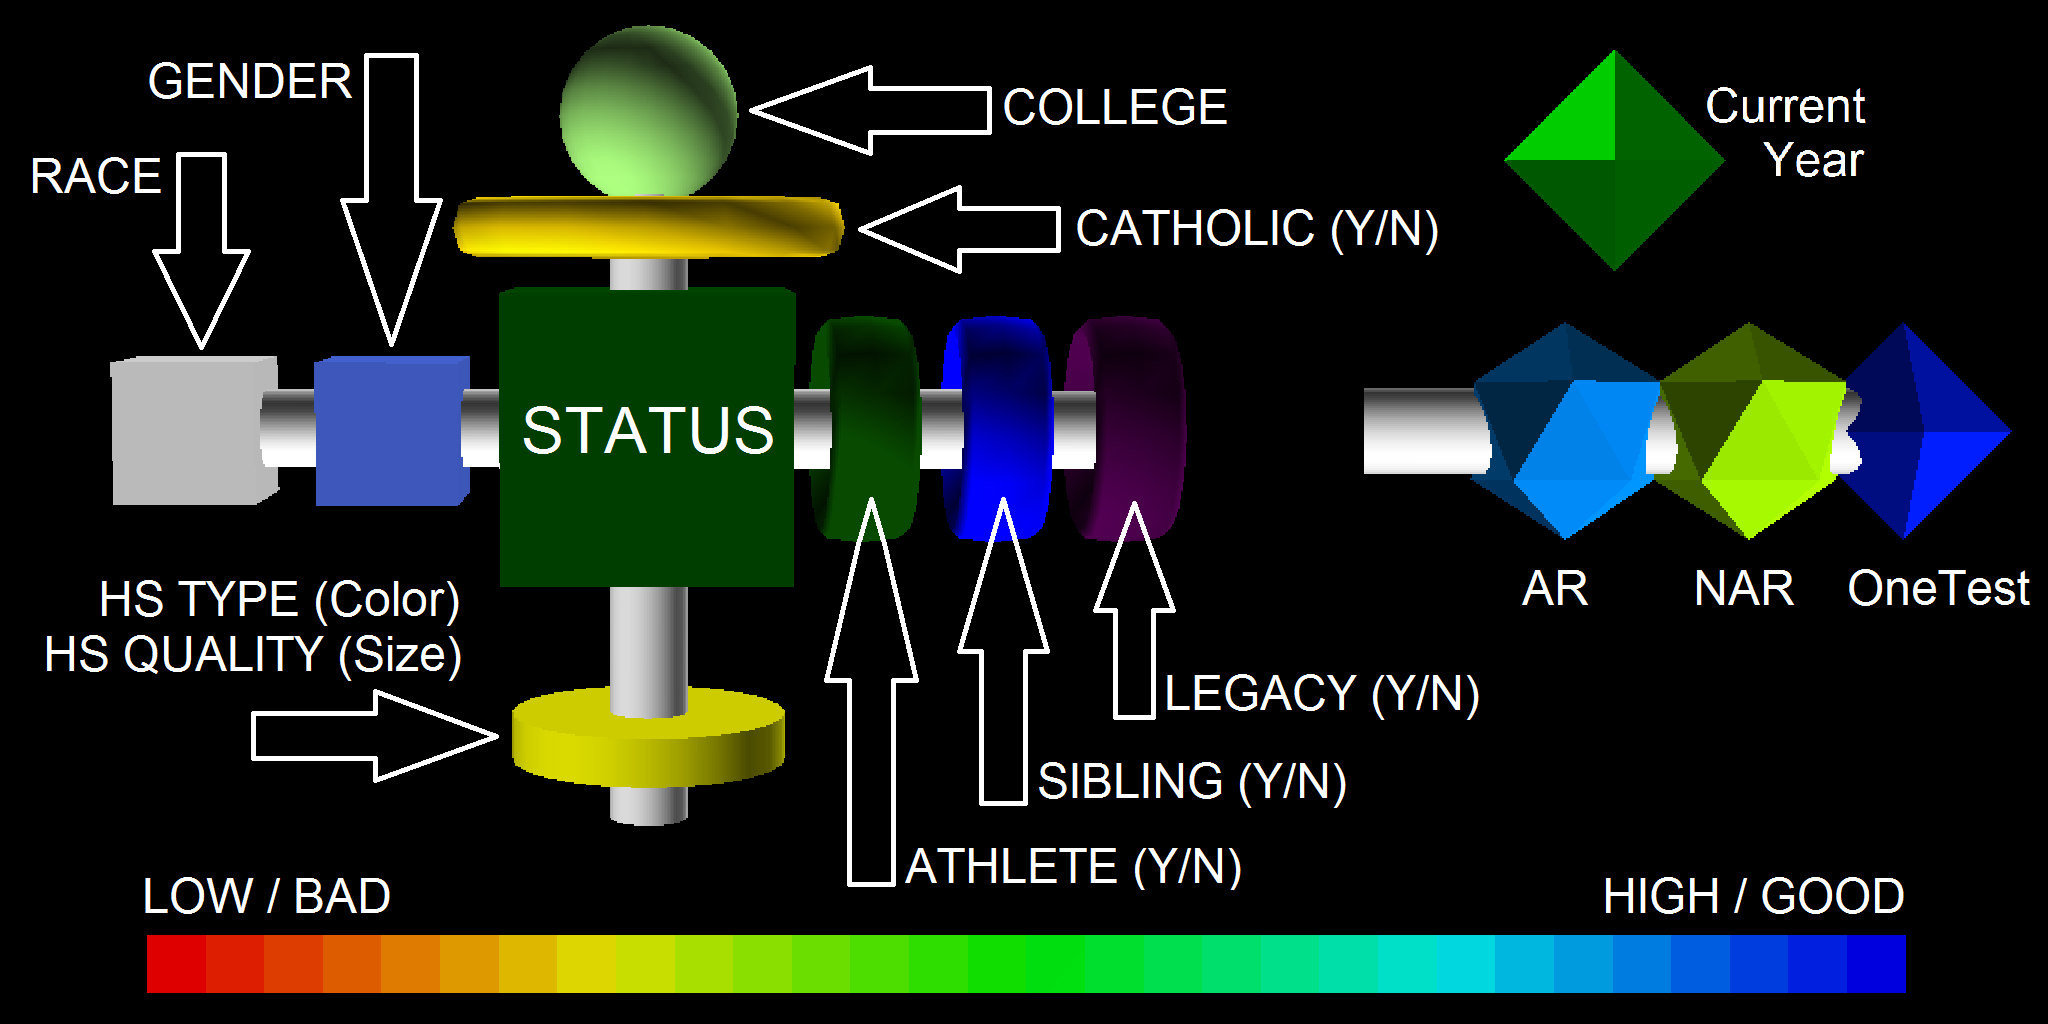 GENDER
RACE
COLLEGE
CATHOLIC (Y/N)
Current
Year
STATUS
HS TYPE (Color)
HS QUALITY (Size)
AR
NAR
OneTest
LEGACY (Y/N)
SIBLING (Y/N)
ATHLETE (Y/N)
LOW / BAD
HIGH / GOOD